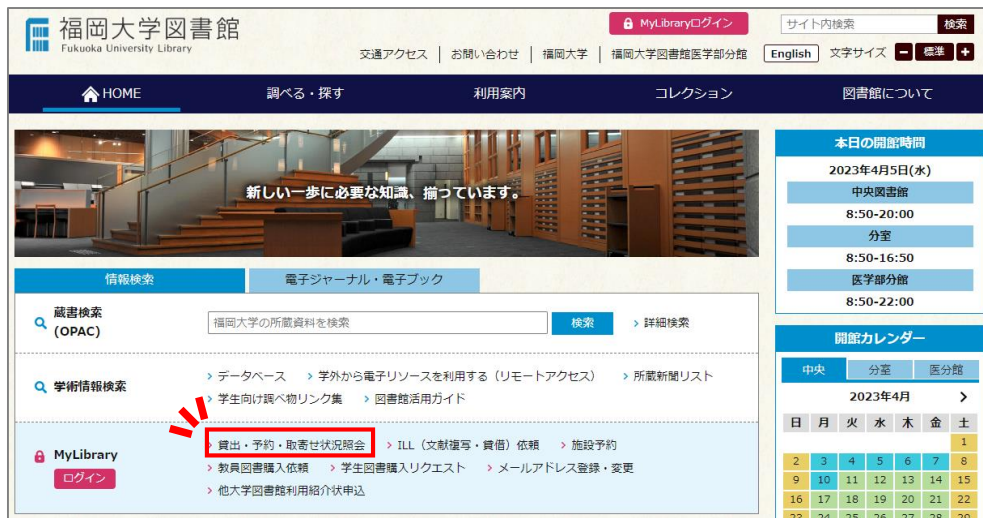 福岡大学図書館
Fukuoka University Library
MyLibraryログイン
サイト内検索
検索
交通アクセス | お問い合わせ | 福岡大学 | 福岡大学図書館医学部分館
English
文字サイズ - 標準 +
HOME
調べる・探す
利用案内
コレクション
図書館について
新しい一歩に必要な知識、揃っています。
本日の開館時間
2023年4月5日(水)
中央図書館
8:50-20:00
分室
8:50-16:50
医学部分館
8:50-22:00
情報検索
電子ジャーナル・電子ブック
蔵書検索
(OPAC)
福岡大学の所蔵資料を検索
検索
> 詳細検索
学術情報検索
> データベース > 学外から電子リソースを利用する（リモートアクセス） > 所蔵新聞リスト
> 学生向け調べ物リンク集 > 図書館活用ガイド
MyLibrary
ログイン
> 貸出・予約・取寄せ状況照会 > ILL（文献複写・貸借）依頼 > 施設予約
> 教員図書購入依頼 > 学生図書購入リクエスト > メールアドレス登録・変更
> 他大学図書館利用紹介状申込
開館カレンダー
中央 分室 医分館
2023年4月 >
日 月 火 水 木 金 土
1
2 3 4 5 6 7 8
9 10 11 12 13 14 15
16 17 18 19 20 21 22
23 24 25 26 27 28 29